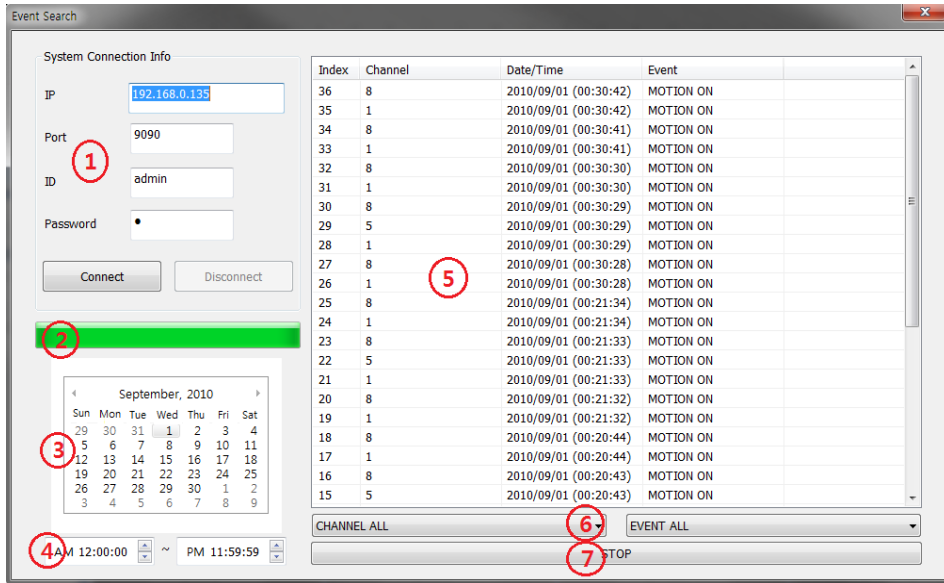 Event Search
System Connection Info
IP 192.168.0.135
Port 9090
1
ID admin
Password
Connect Disconnect
2
September, 2010
Sun Mon Tue Wed Thu Fri Sat
29 30 31 1 2 3 4
5 6 7 8 9 10 11
3
12 13 14 15 16 17 18
19 20 21 22 23 24 25
26 27 28 29 30 1 2
3 4 5 6 7 8 9
4
AM 12:00:00 ~ PM 11:59:59
Index Channel Date/Time Event
36 8 2010/09/01 (00:30:42) MOTION ON
35 1 2010/09/01 (00:30:42) MOTION ON
34 8 2010/09/01 (00:30:41) MOTION ON
33 1 2010/09/01 (00:30:41) MOTION ON
32 8 2010/09/01 (00:30:30) MOTION ON
31 1 2010/09/01 (00:30:30) MOTION ON
30 8 2010/09/01 (00:30:29) MOTION ON
29 5 2010/09/01 (00:30:29) MOTION ON
28 1 2010/09/01 (00:30:29) MOTION ON
27 8 2010/09/01 (00:30:28) MOTION ON
5
26 1 2010/09/01 (00:30:28) MOTION ON
25 8 2010/09/01 (00:21:34) MOTION ON
24 1 2010/09/01 (00:21:34) MOTION ON
23 8 2010/09/01 (00:21:33) MOTION ON
22 5 2010/09/01 (00:21:33) MOTION ON
21 1 2010/09/01 (00:21:33) MOTION ON
20 8 2010/09/01 (00:21:32) MOTION ON
19 1 2010/09/01 (00:21:32) MOTION ON
18 8 2010/09/01 (00:20:44) MOTION ON
17 1 2010/09/01 (00:20:44) MOTION ON
16 8 2010/09/01 (00:20:43) MOTION ON
15 5 2010/09/01 (00:20:43) MOTION ON
CHANNEL ALL 6 EVENT ALL
7 STOP